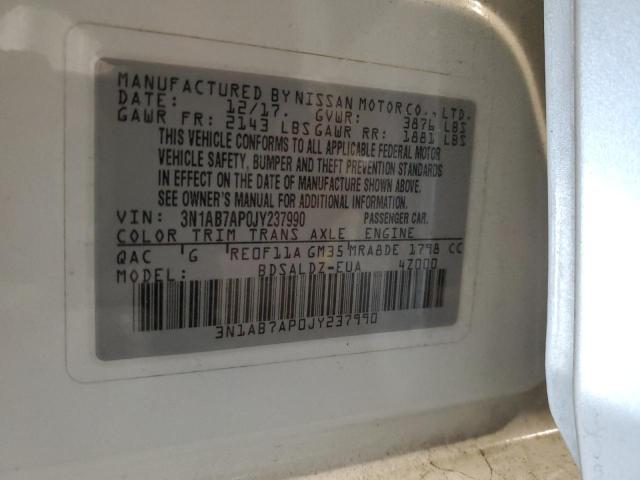 MANUFACTURED BY NISSAN MOTOR CO., LTD.
DATE: 12/17. GVWR: 3876 LBS
GAWR FR: 2143 LBS GAWR RR: 1881 LBS
THIS VEHICLE CONFORMS TO ALL APPLICABLE FEDERAL MOTOR
VEHICLE SAFETY, BUMPER AND THEFT PREVENTION STANDARDS
IN EFFECT ON THE DATE OF MANUFACTURE SHOWN ABOVE.
SEE OWNER'S MANUAL FOR ADDITIONAL INFORMATION.
VIN: 3N1AB7AP0JY237990 PASSENGER CAR.
COLOR TRIM TRANS AXLE ENGINE
QAC G RE0F11A GM35 MRA8DE 1798 CC
MODEL: BDSALDZ-EUA 4Z000
3N1AB7AP0JY237990